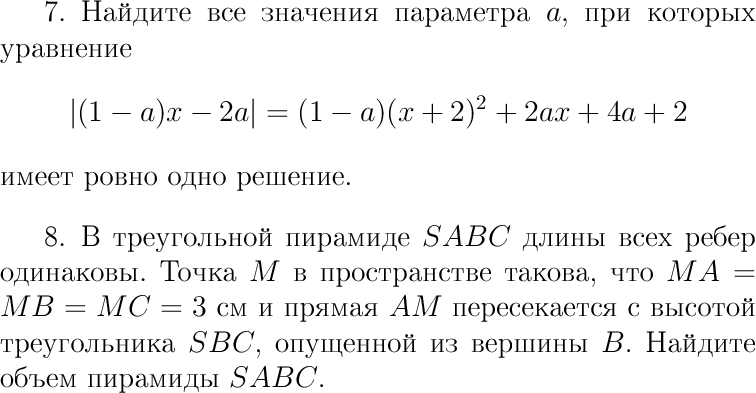 7. Найдите все значения параметра a, при которых
уравнение
|(1 − a)x − 2a| = (1 − a)(x + 2)² + 2ax + 4a + 2
имеет ровно одно решение.
8. В треугольной пирамиде SABC длины всех ребер
одинаковы. Точка M в пространстве такова, что MA =
MB = MC = 3 см и прямая AM пересекается с высотой
треугольника SBC, опущенной из вершины B. Найдите
объем пирамиды SABC.